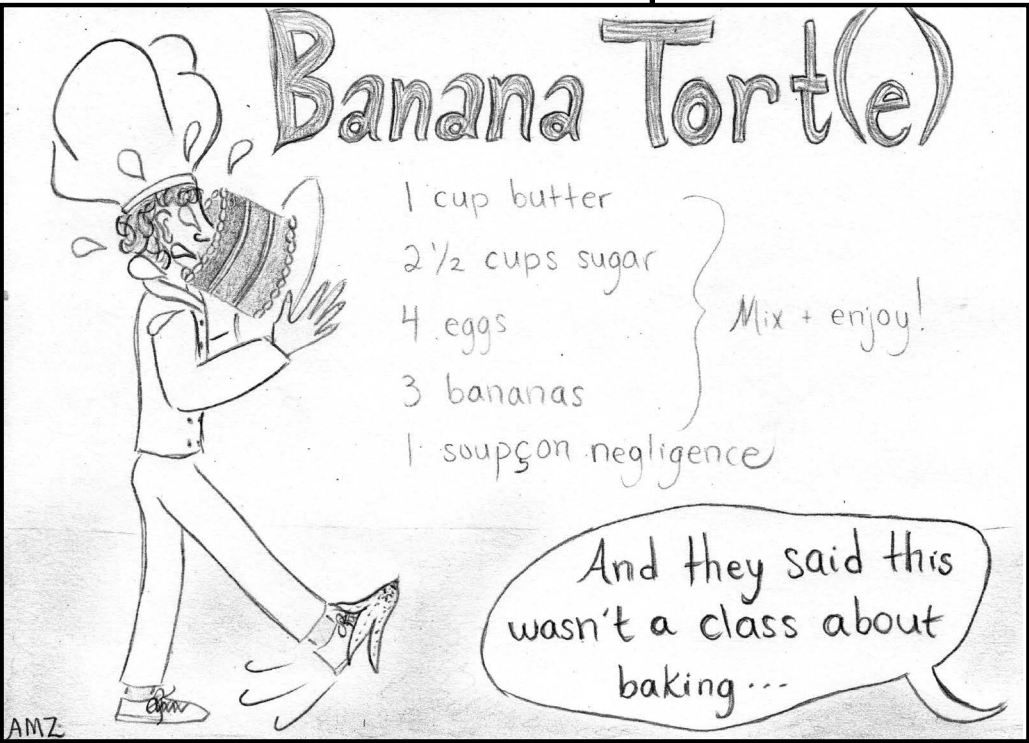 Banana Tort(e)
1 cup butter
2 1/2 cups sugar
4 eggs
3 bananas
1 soupçon negligence
Mix + enjoy!
And they said this
wasn't a class about
baking...
AMZ